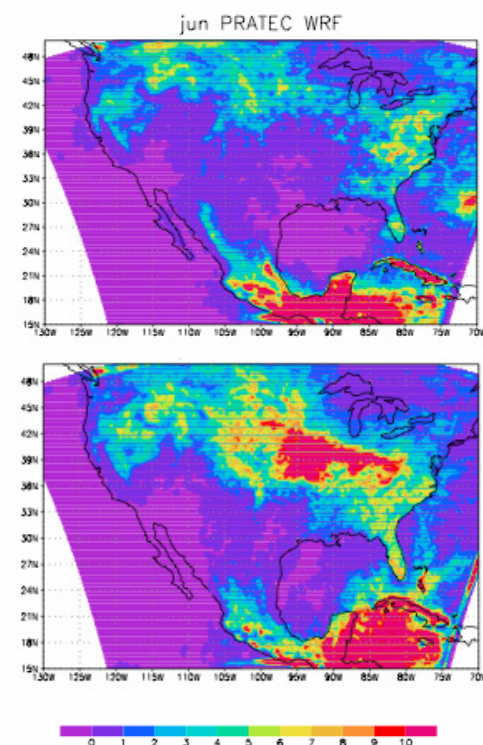 jun PRATEC WRF
48N
45N
42N
39N
36N
33N
30N
27N
24N
21N
18N
15N
130W 125W 120W 115W 110W 105W 100W 95W 90W 85W 80W 75W 70W
48N
45N
42N
39N
36N
33N
30N
27N
24N
21N
18N
15N
130W 125W 120W 115W 110W 105W 100W 95W 90W 85W 80W 75W 70W
0 1 2 3 4 5 6 7 8 9 10